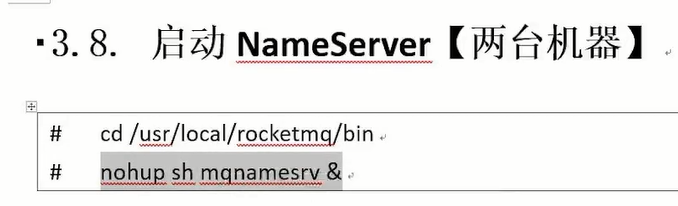 ▪3.8. 启动 NameServer【两台机器】
# cd /usr/local/rocketmq/bin
# nohup sh mqnamesrv &